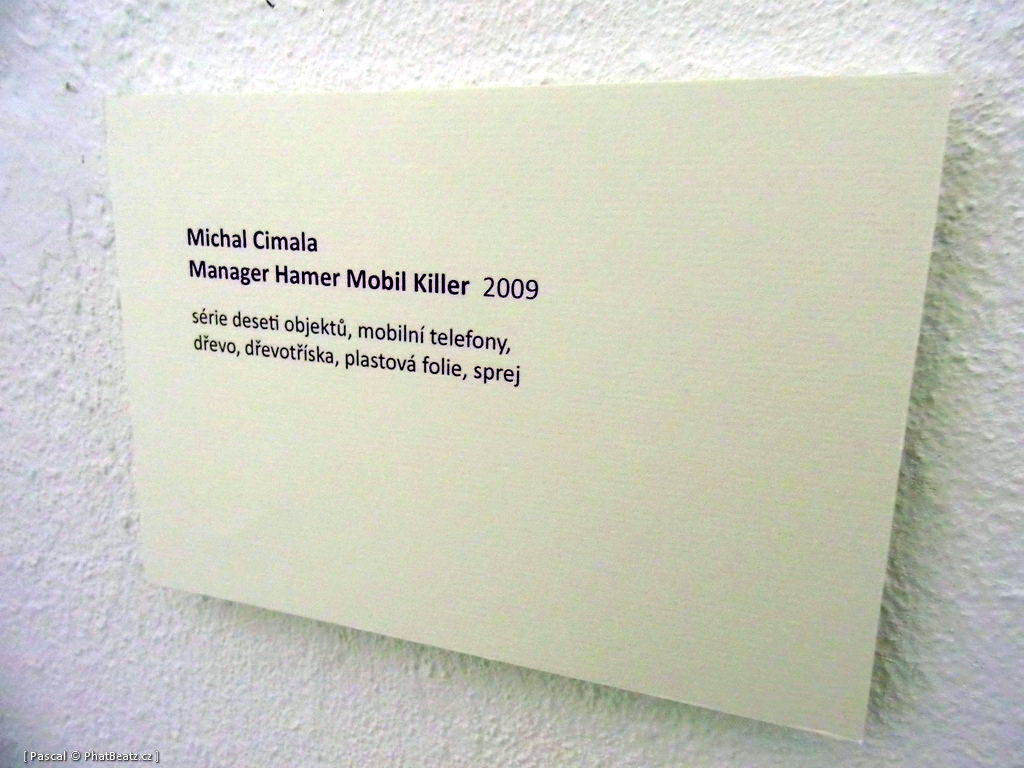 Michal Cimala
Manager Hamer Mobil Killer 2009
série deseti objektů, mobilní telefony,
dřevo, dřevotříska, plastová folie, sprej
[ Pascal © PhatBeatz.cz ]